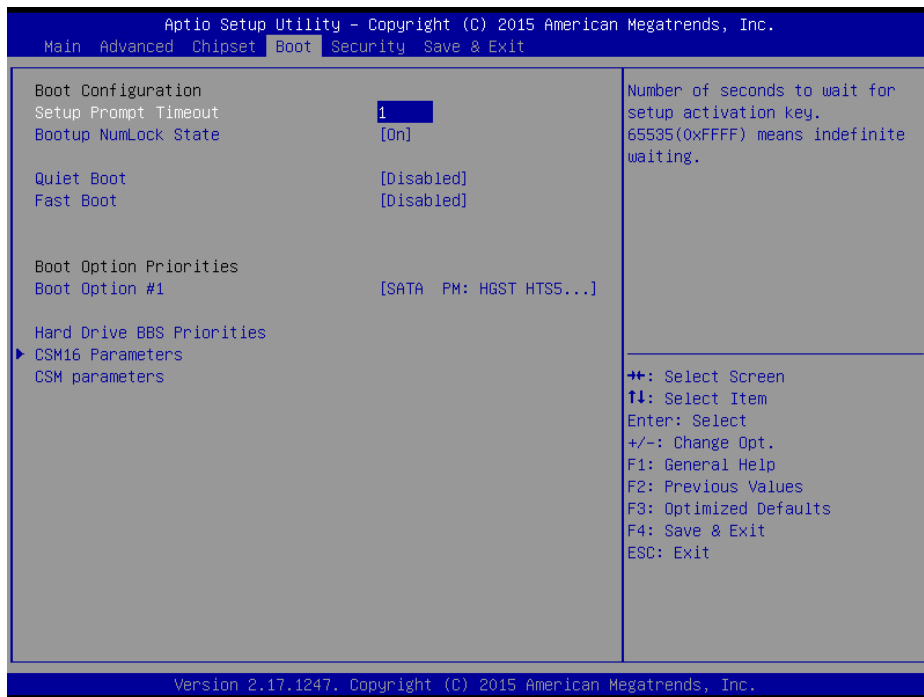 Aptio Setup Utility – Copyright (C) 2015 American Megatrends, Inc.
Main Advanced Chipset Boot Security Save & Exit
Boot Configuration
Setup Prompt Timeout 1
Bootup NumLock State [On]
Quiet Boot [Disabled]
Fast Boot [Disabled]
Boot Option Priorities
Boot Option #1 [SATA PM: HGST HTS5...]
Hard Drive BBS Priorities
CSM16 Parameters
CSM parameters
Number of seconds to wait for
setup activation key.
65535(0xFFFF) means indefinite
waiting.
→←: Select Screen
↑↓: Select Item
Enter: Select
+/-: Change Opt.
F1: General Help
F2: Previous Values
F3: Optimized Defaults
F4: Save & Exit
ESC: Exit
Version 2.17.1247. Copyright (C) 2015 American Megatrends, Inc.